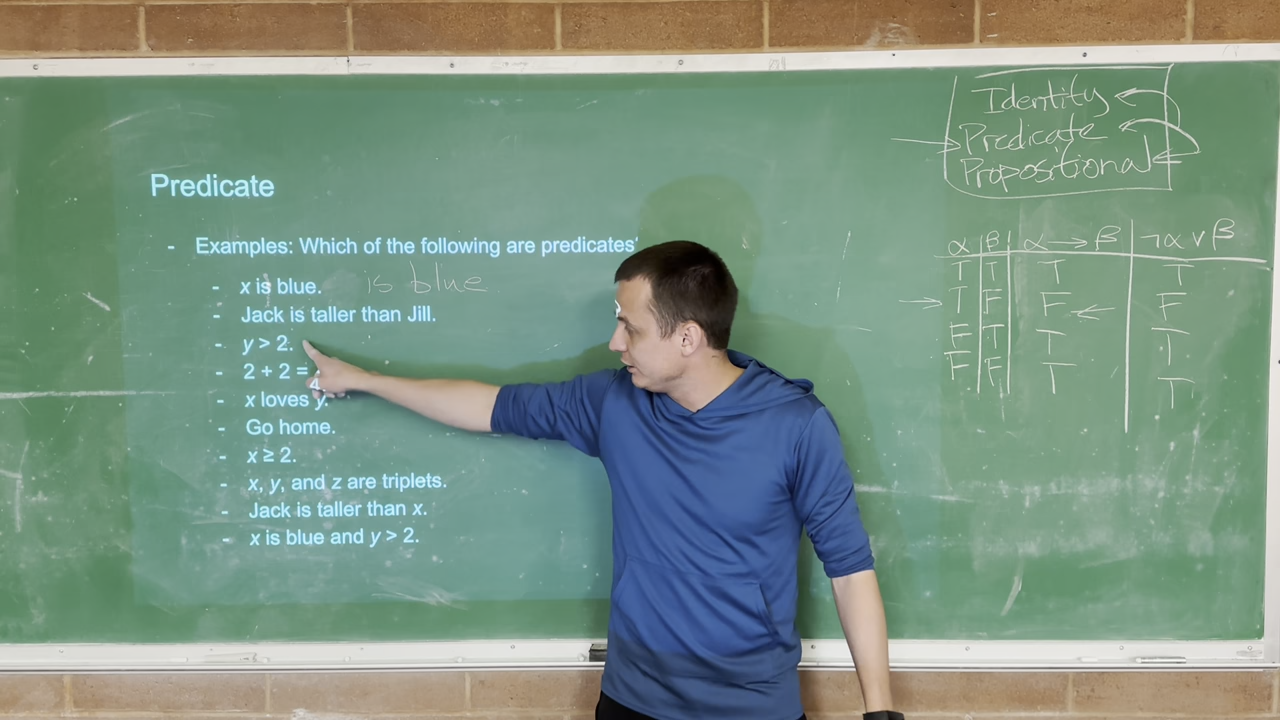 Predicate
- Examples: Which of the following are predicates?
- x is blue. is blue
- Jack is taller than Jill.
- y > 2.
- 2 + 2 =
- x loves y.
- Go home.
- x ≥ 2.
- x, y, and z are triplets.
- Jack is taller than x.
- x is blue and y > 2.
Identity
Predicate
Propositional
α β α → β ¬α ∨ β
T T T T
T F F F
F T T T
F F T T